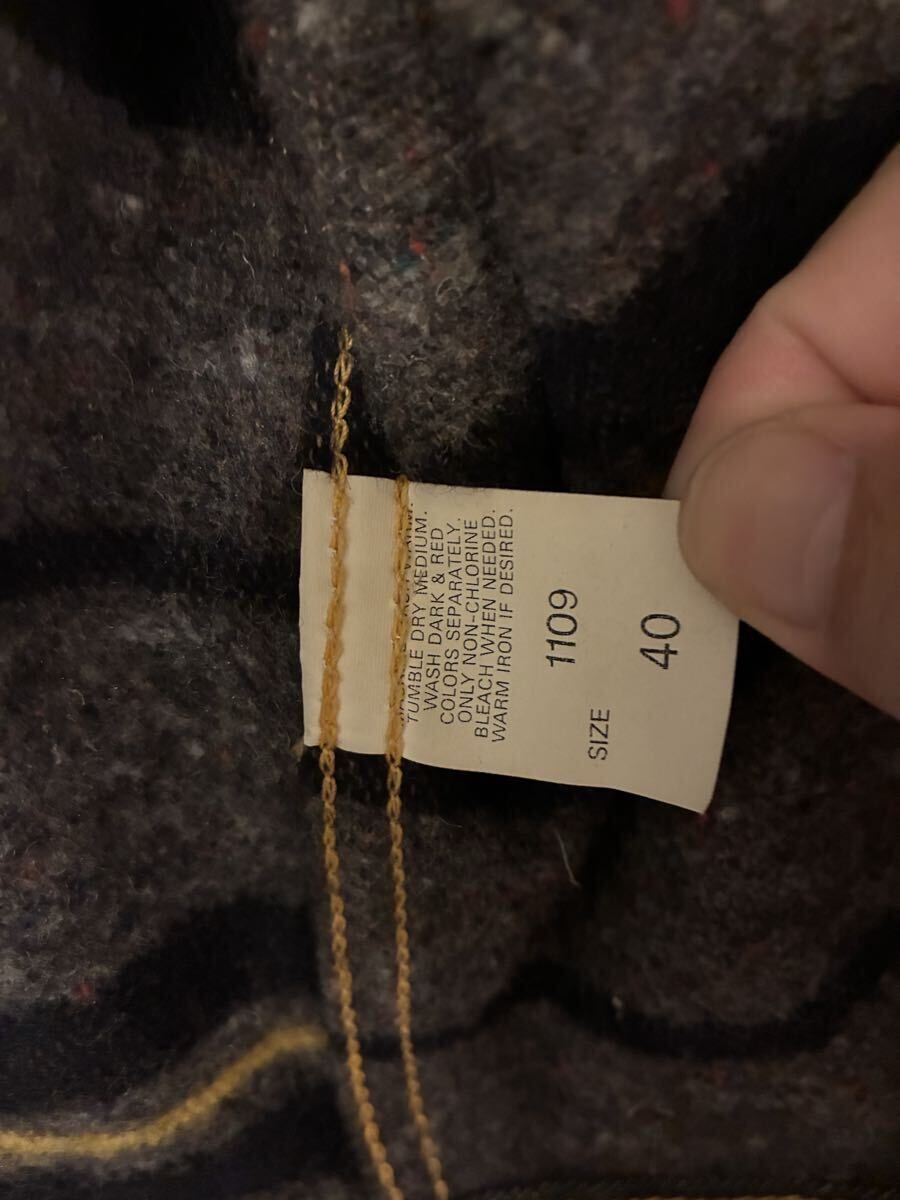 TUMBLE DRY MEDIUM.
WASH DARK & RED
COLORS SEPARATELY.
ONLY NON-CHLORINE
BLEACH WHEN NEEDED.
WARM IRON IF DESIRED.
1109
SIZE 40